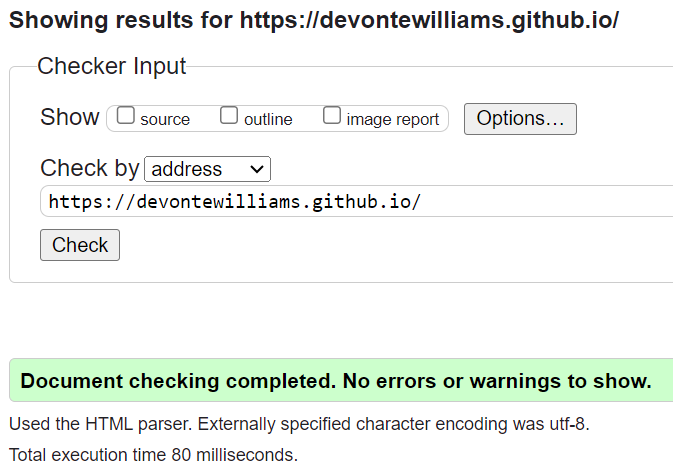 Showing results for https://devontewilliams.github.io/
Checker Input
Show source outline image report Options…
Check by address
https://devontewilliams.github.io/
Check
Document checking completed. No errors or warnings to show.
Used the HTML parser. Externally specified character encoding was utf-8.
Total execution time 80 milliseconds.